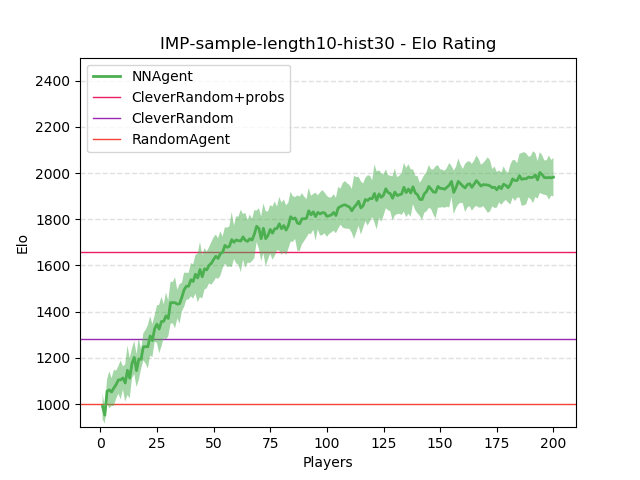 IMP-sample-length10-hist30 - Elo Rating
NNAgent
CleverRandom+probs
CleverRandom
RandomAgent
2400
2200
2000
1800
1600
1400
1200
1000
Elo
0 25 50 75 100 125 150 175 200
Players